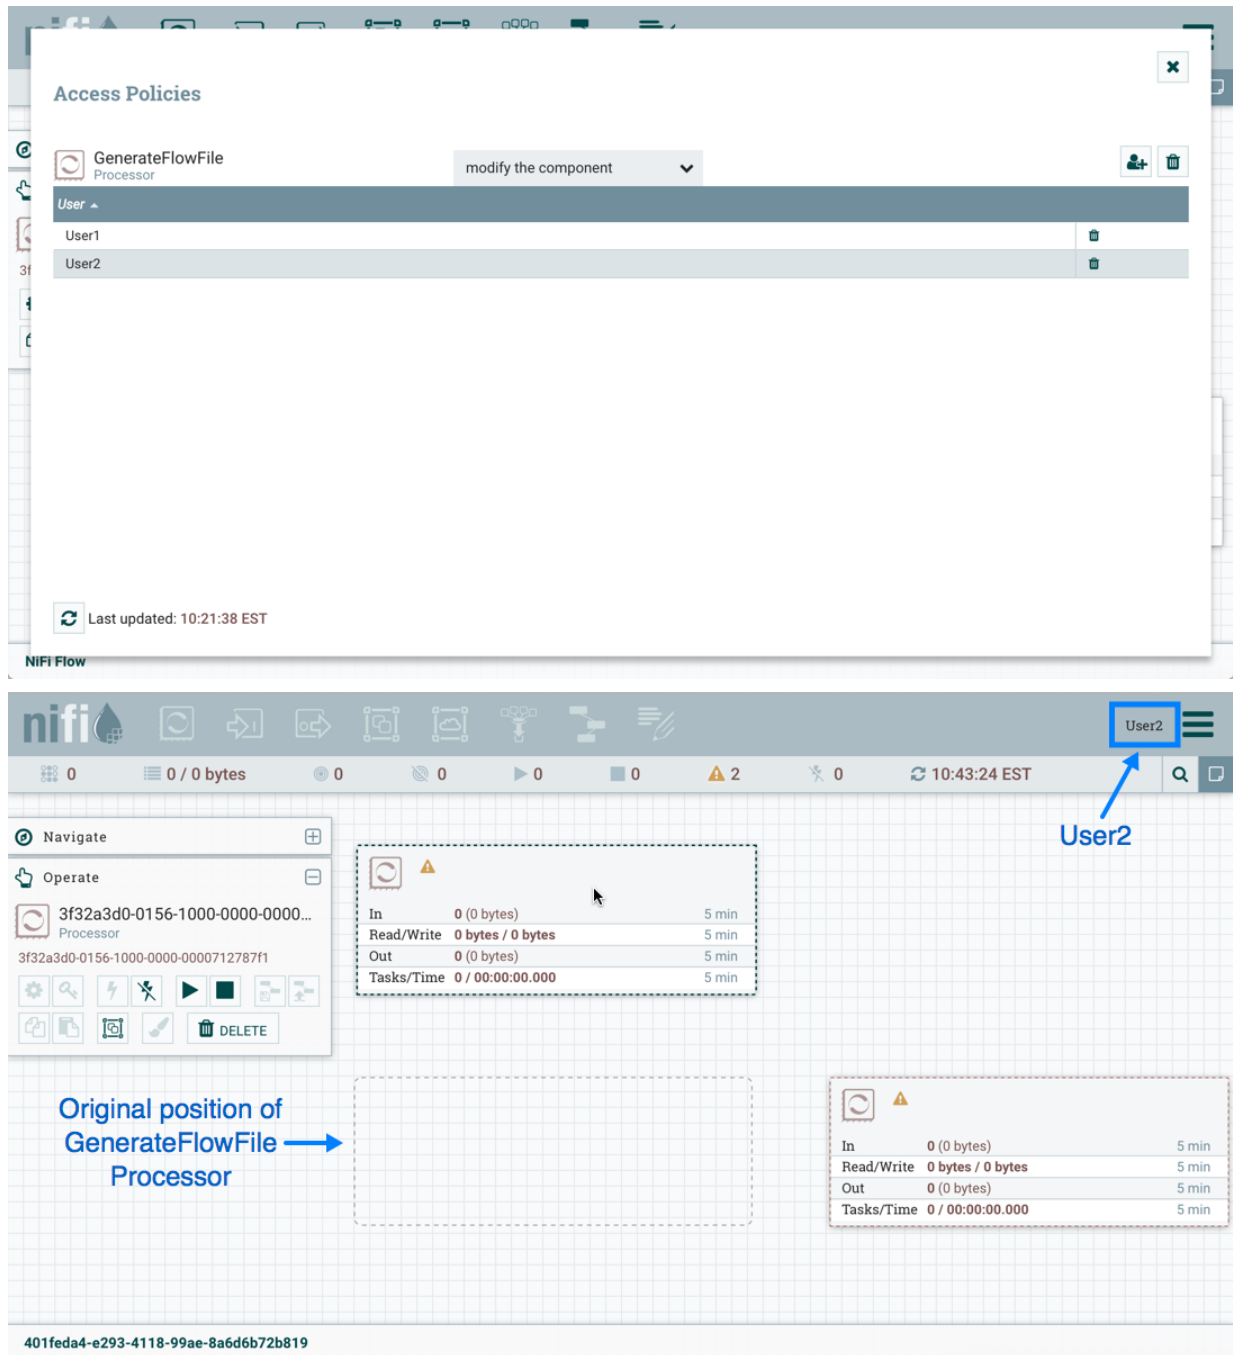 Access Policies
GenerateFlowFile
Processor
modify the component
User
User1
User2
Last updated: 10:21:38 EST
NiFi Flow
nifi
User2
0
0 / 0 bytes
0
0
0
0
2
0
10:43:24 EST
User2
Navigate
Operate
3f32a3d0-0156-1000-0000-0000...
Processor
3f32a3d0-0156-1000-0000-0000712787f1
DELETE
In 0 (0 bytes) 5 min
Read/Write 0 bytes / 0 bytes 5 min
Out 0 (0 bytes) 5 min
Tasks/Time 0 / 00:00:00.000 5 min
Original position of
GenerateFlowFile
Processor
In 0 (0 bytes) 5 min
Read/Write 0 bytes / 0 bytes 5 min
Out 0 (0 bytes) 5 min
Tasks/Time 0 / 00:00:00.000 5 min
401feda4-e293-4118-99ae-8a6d6b72b819